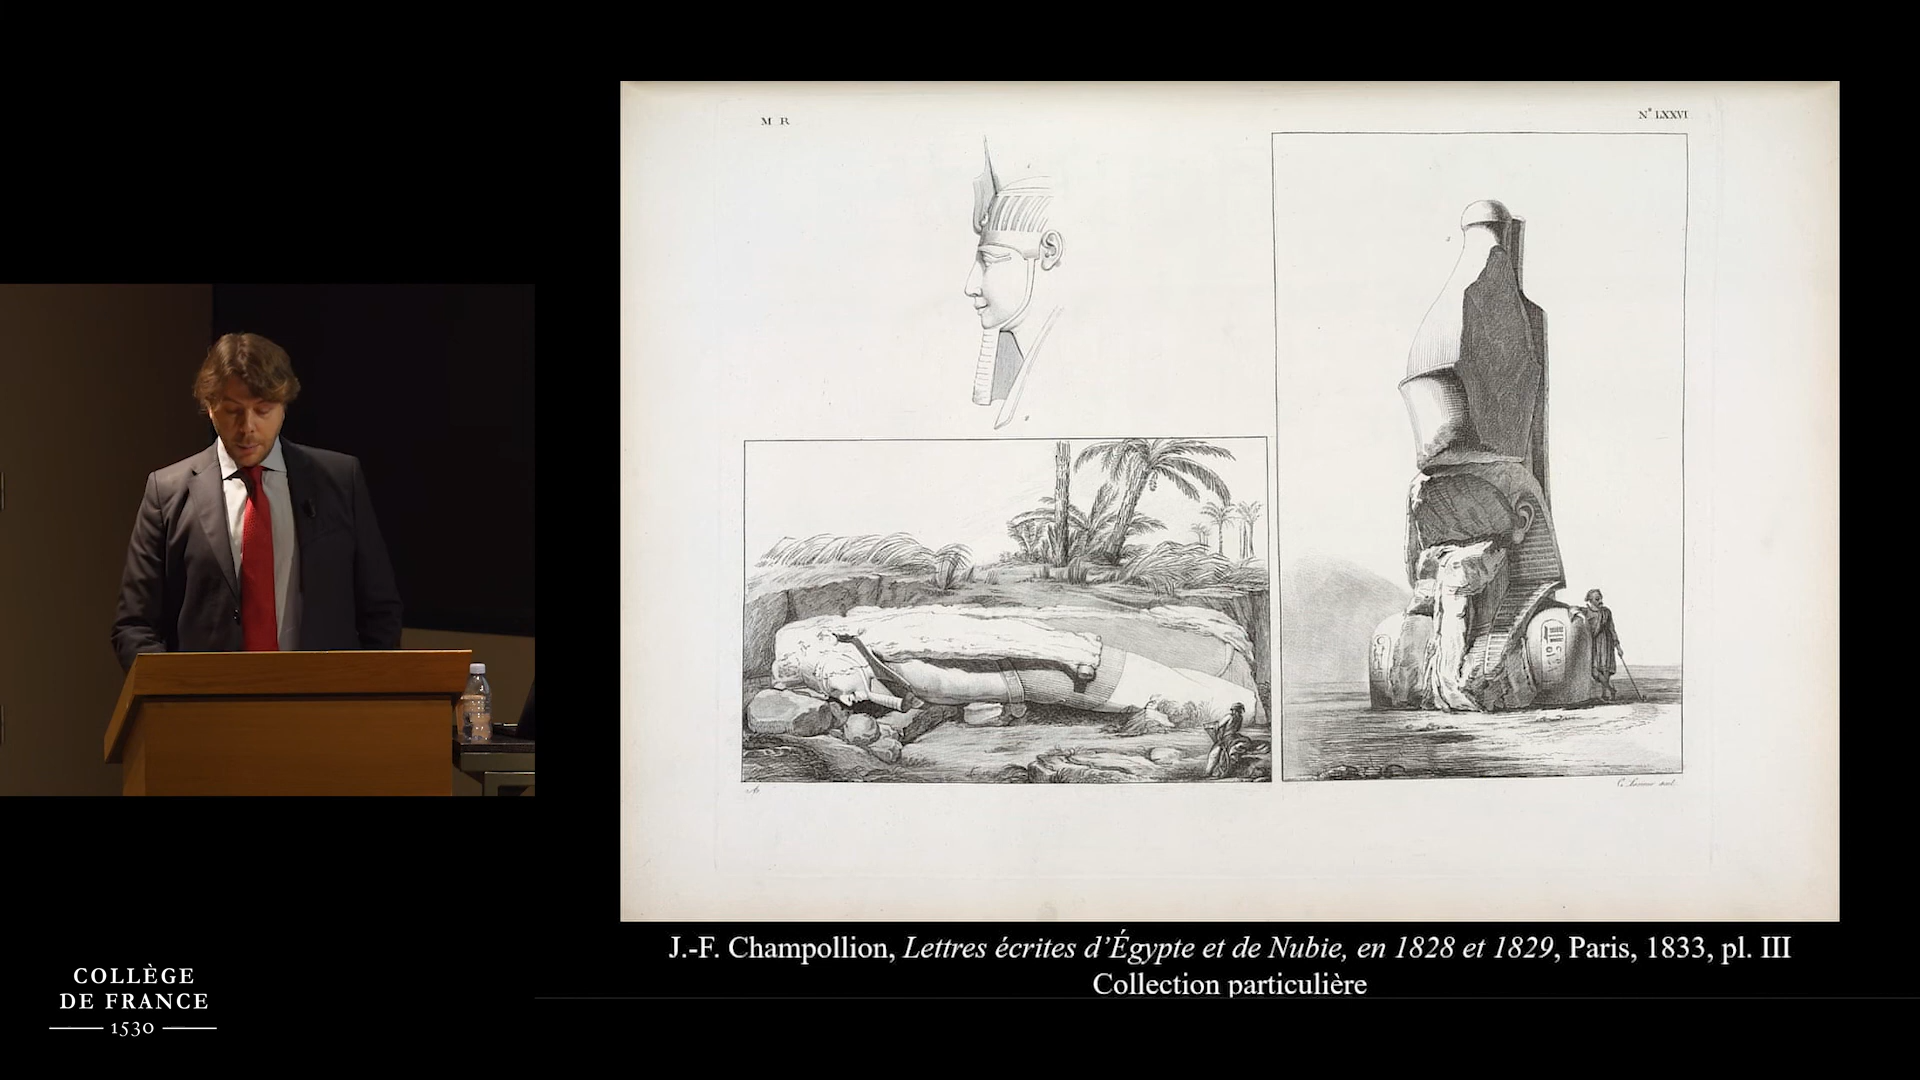 M R
Nº LXXVI
J.-F. Champollion, Lettres écrites d’Égypte et de Nubie, en 1828 et 1829, Paris, 1833, pl. III
Collection particulière
COLLÈGE
DE FRANCE
1530